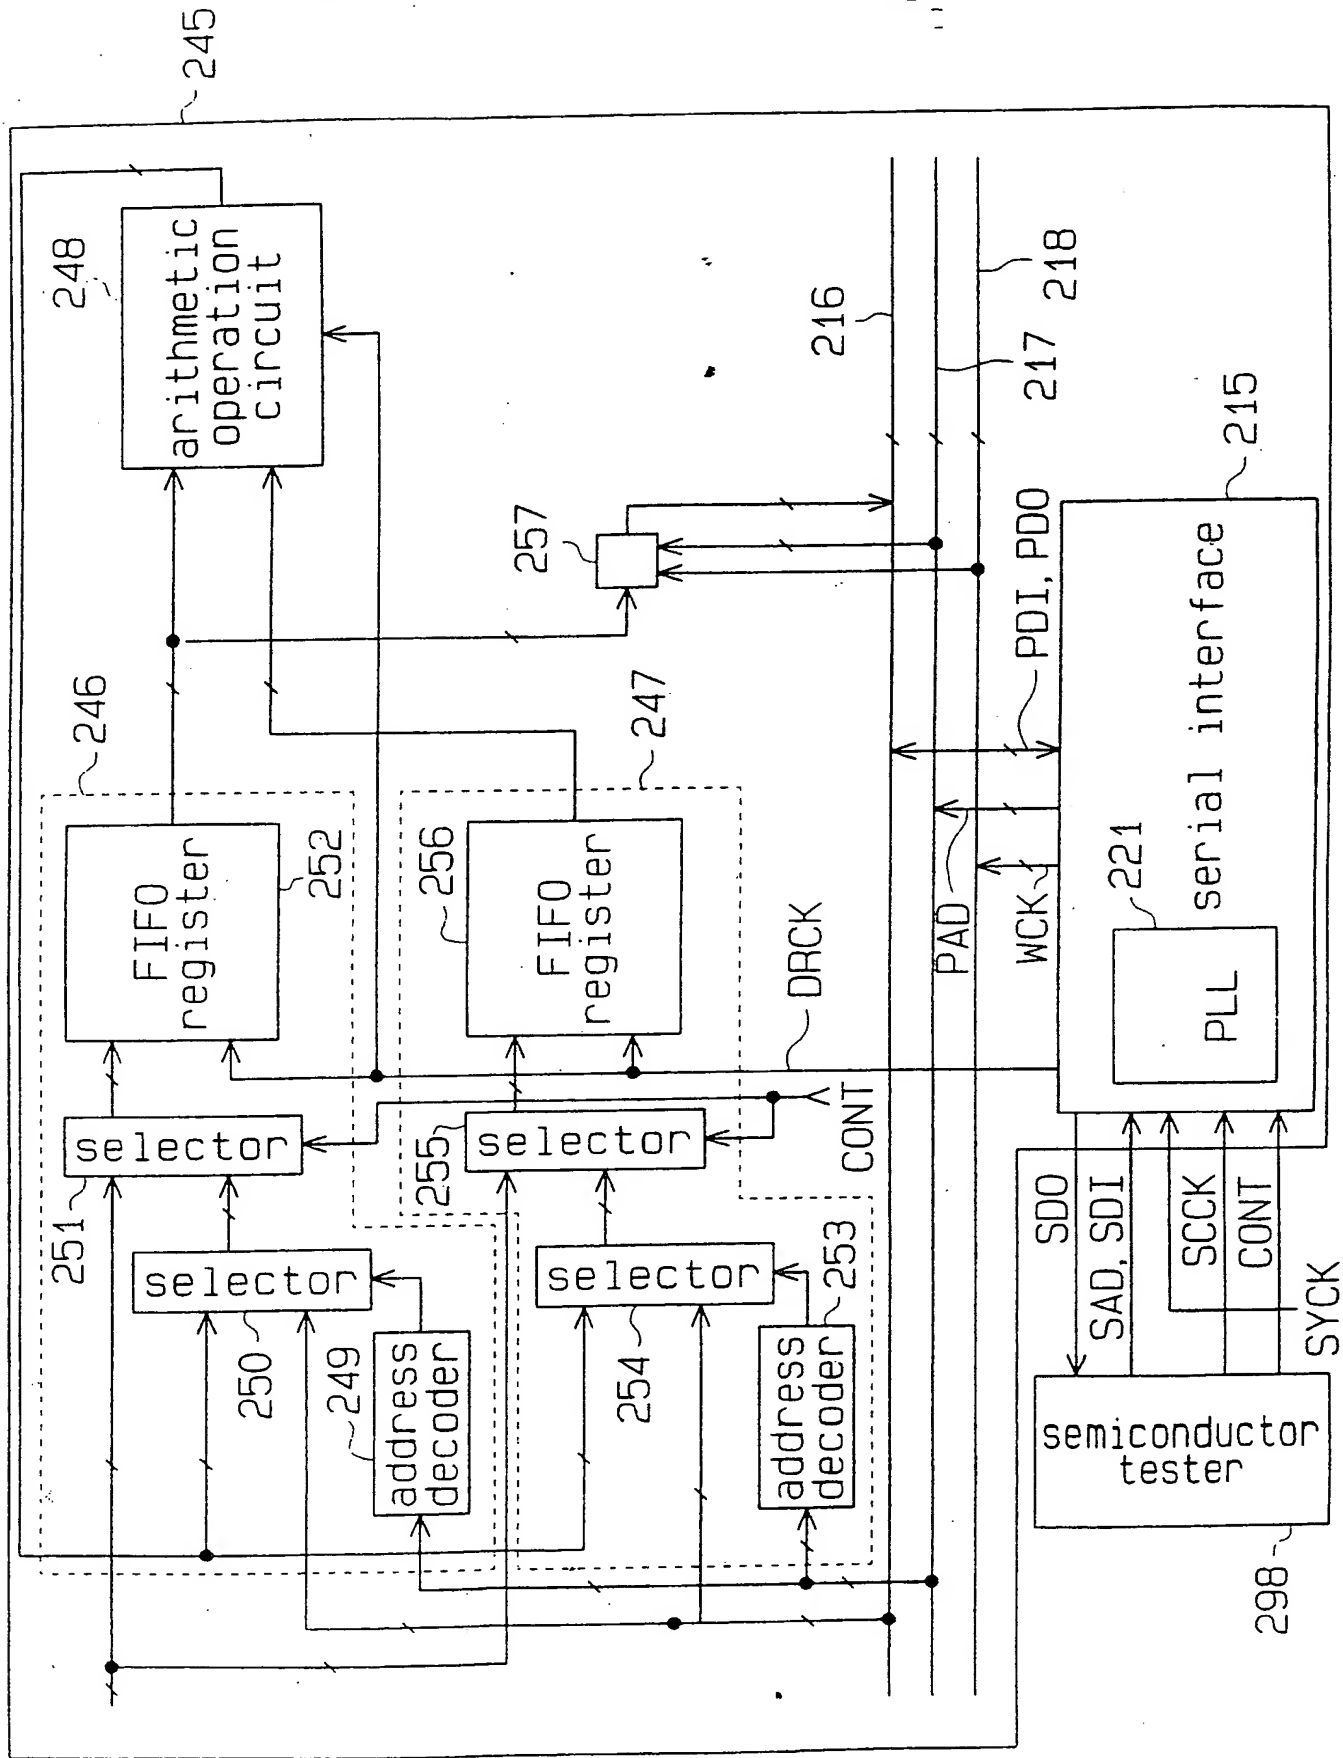 245
248
arithmetic
operation
circuit
246
FIFO
register
252
selector
251
selector
250
249
address
decoder
247
256
FIFO
register
255
selector
254
selector
253
address
decoder
257
216
217
218
DRCK
CONT
PAD
WCK
PDI, PDO
215
serial interface
221
PLL
SDO
SAD, SDI
SCCK
CONT
SYCK
semiconductor
tester
298